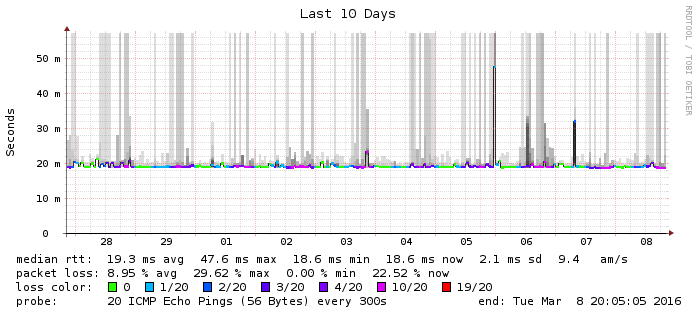 Last 10 Days
RRDTOOL / TOBI OETIKER
Seconds
50 m
40 m
30 m
20 m
10 m
0
28 29 01 02 03 04 05 06 07 08
median rtt: 19.3 ms avg 47.6 ms max 18.6 ms min 18.6 ms now 2.1 ms sd 9.4 am/s
packet loss: 8.95 % avg 29.62 % max 0.00 % min 22.52 % now
loss color: 0 1/20 2/20 3/20 4/20 10/20 19/20
probe: 20 ICMP Echo Pings (56 Bytes) every 300s end: Tue Mar 8 20:05:05 2016